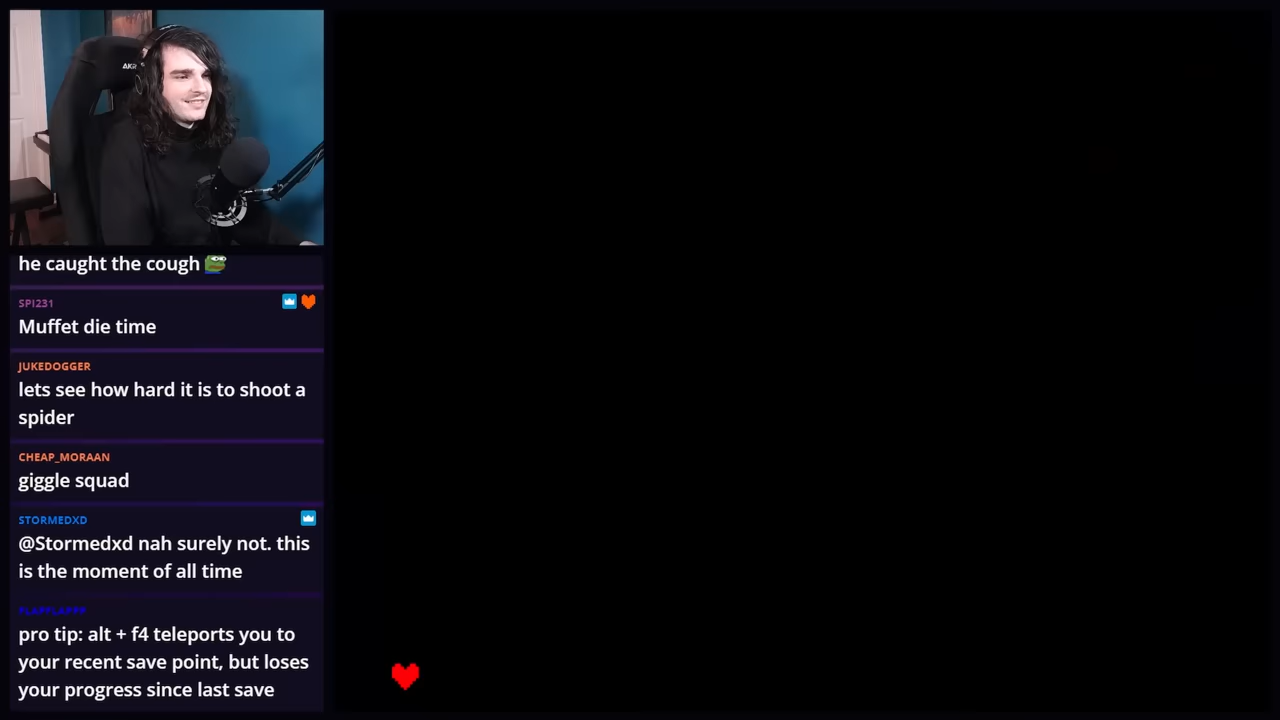 AKR
he caught the cough
SPI231
Muffet die time
JUKEDOGGER
lets see how hard it is to shoot a
spider
CHEAP_MORAAN
giggle squad
STORMEDXD
@Stormedxd nah surely not. this
is the moment of all time
pro tip: alt + f4 teleports you to
your recent save point, but loses
your progress since last save